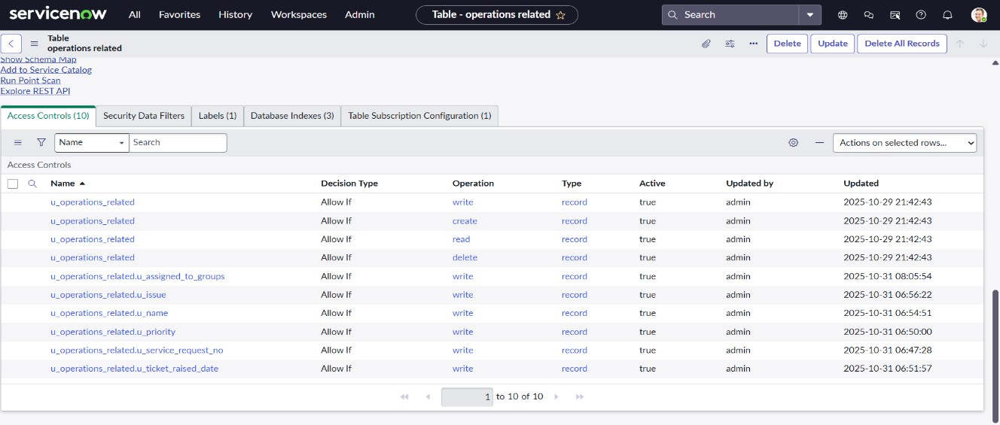 servicenow All Favorites History Workspaces Admin Table - operations related Search
Table
operations related Delete Update Delete All Records
Show Schema Map
Add to Service Catalog
Run Point Scan
Explore REST API
Access Controls (10) Security Data Filters Labels (1) Database Indexes (3) Table Subscription Configuration (1)
Name Search Actions on selected rows...
Access Controls
Name Decision Type Operation Type Active Updated by Updated
u_operations_related Allow If write record true admin 2025-10-29 21:42:43
u_operations_related Allow If create record true admin 2025-10-29 21:42:43
u_operations_related Allow If read record true admin 2025-10-29 21:42:43
u_operations_related Allow If delete record true admin 2025-10-29 21:42:43
u_operations_related.u_assigned_to_groups Allow If write record true admin 2025-10-31 08:05:54
u_operations_related.u_issue Allow If write record true admin 2025-10-31 06:56:22
u_operations_related.u_name Allow If write record true admin 2025-10-31 06:54:51
u_operations_related.u_priority Allow If write record true admin 2025-10-31 06:50:00
u_operations_related.u_service_request_no Allow If write record true admin 2025-10-31 06:47:28
u_operations_related.u_ticket_raised_date Allow If write record true admin 2025-10-31 06:51:57
1 to 10 of 10